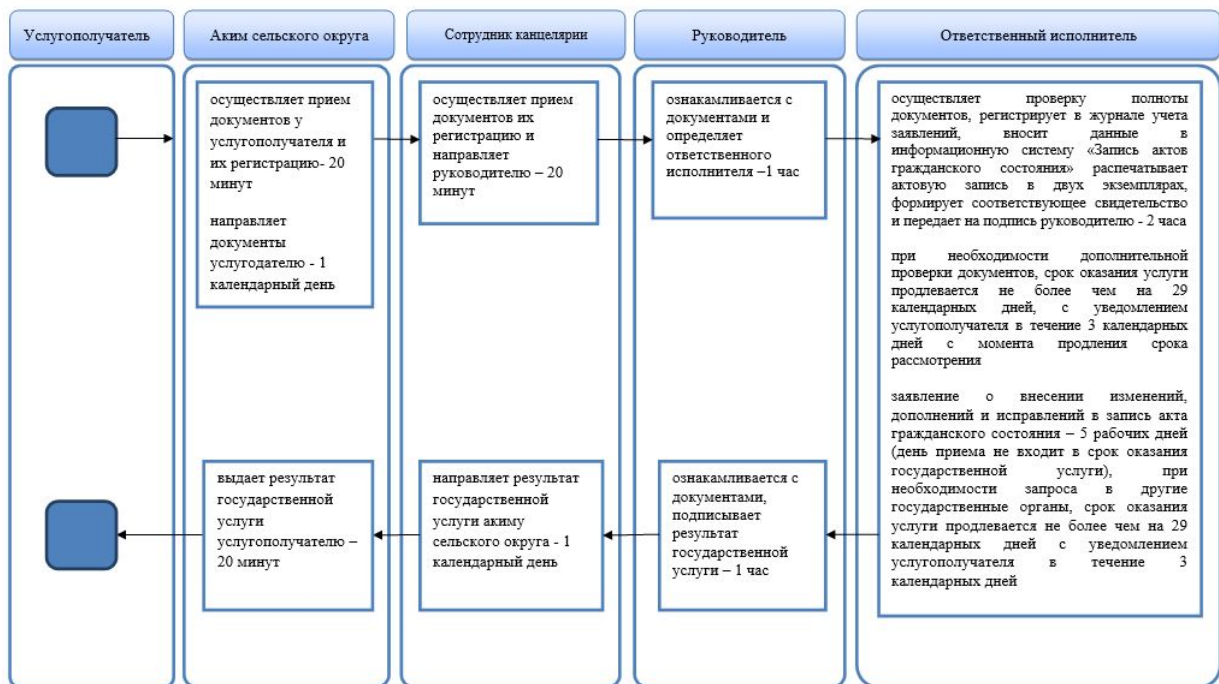 Услугополучатель
Аким сельского округа
Сотрудник канцелярии
Руководитель
Ответственный исполнитель
осуществляет прием
документов у
услугополучателя и
их регистрацию- 20
минут
направляет
документы
услугодателю - 1
календарный день
осуществляет прием
документов их
регистрацию и
направляет
руководителю – 20
минут
ознакамливается с
документами и
определяет
ответственного
исполнителя –1 час
осуществляет проверку полноты
документов, регистрирует в журнале учета
заявлений, вносит данные в
информационную систему «Запись актов
гражданского состояния» распечатывает
актовую запись в двух экземплярах,
формирует соответствующее свидетельство
и передает на подпись руководителю - 2 часа
при необходимости дополнительной
проверки документов, срок оказания услуги
продлевается не более чем на 29
календарных дней, с уведомлением
услугополучателя в течение 3 календарных
дней с момента продления срока
рассмотрения
заявление о внесении изменений,
дополнений и исправлений в запись акта
гражданского состояния – 5 рабочих дней
(день приема не входит в срок оказания
государственной услуги), при
необходимости запроса в другие
государственные органы, срок оказания
услуги продлевается не более чем на 29
календарных дней с уведомлением
услугополучателя в течение 3
календарных дней
выдает результат
государственной
услуги
услугополучателю –
20 минут
направляет результат
государственной
услуги акиму
сельского округа - 1
календарный день
ознакамливается с
документами,
подписывает
результат
государственной
услуги – 1 час